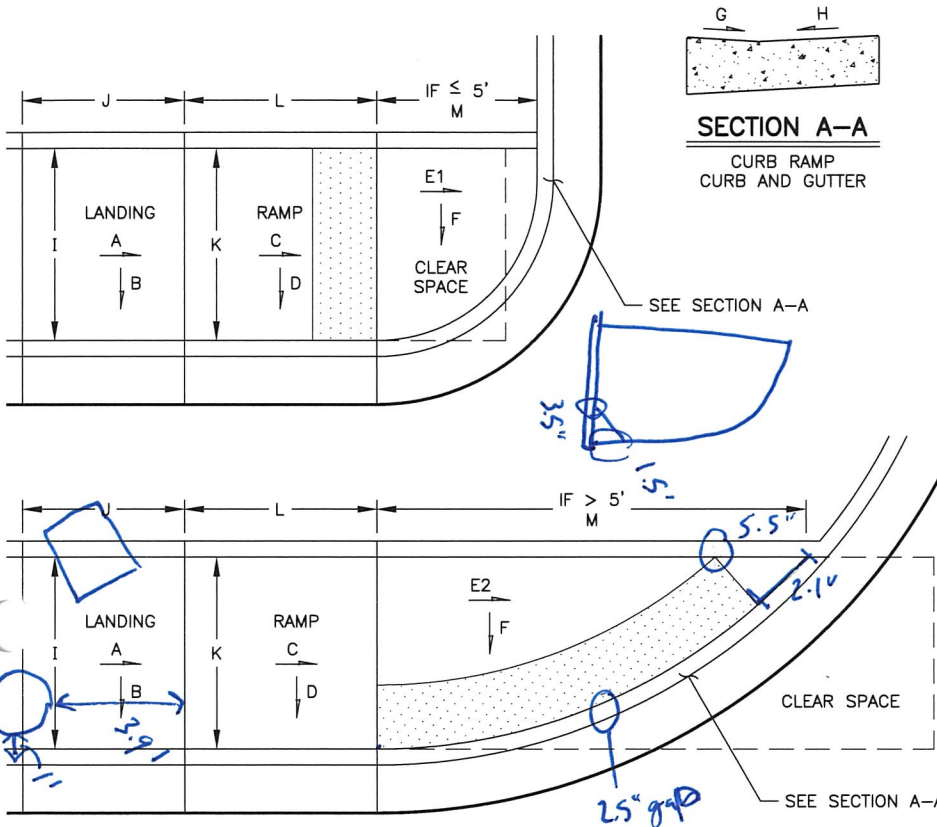 G H
SECTION A-A
CURB RAMP
CURB AND GUTTER
J L IF ≤ 5'
M
LANDING RAMP E1
I A K C F
B D CLEAR
SPACE
SEE SECTION A-A
3.5"
1.5"
J L IF > 5'
M
5.5"
2.1"
LANDING RAMP E2
I A K C F
B D
3.9'
1'
CLEAR SPACE
2.5" gap
SEE SECTION A-A